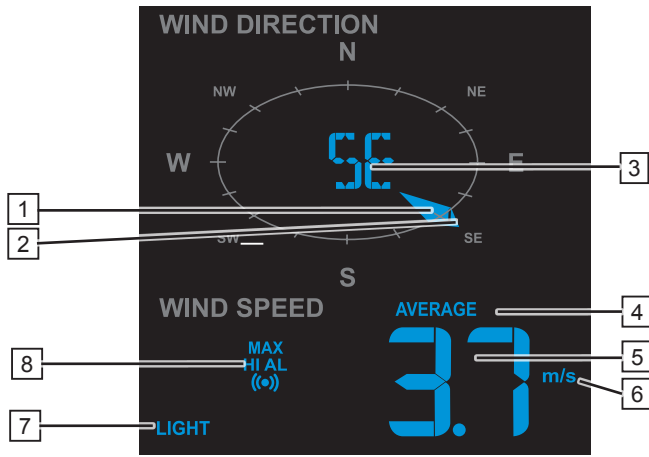 WIND DIRECTION
N
NW
NE
W
SE
E
3
1
2
SW
SE
S
WIND SPEED
AVERAGE
4
MAX
HI AL
3.7
5
m/s
6
8
7
LIGHT